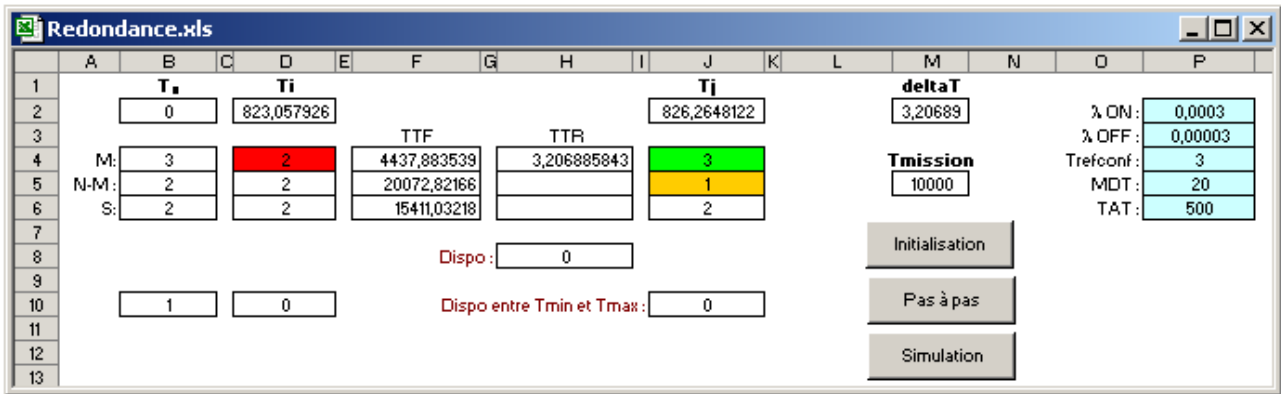 Redondance.xls
A B C D E F G H I J K L M N O P
1 T₀ Ti Tj deltaT
2 0 823,057926 826,2648122 3,20689 λ ON : 0,0003
3 TTF TTR λ OFF : 0,00003
4 M: 3 2 4437,883539 3,206885843 3 Tmission Trefconf : 3
5 N-M : 2 2 20072,82166 1 10000 MDT : 20
6 S: 2 2 15411,03218 2 TAT : 500
7 Initialisation
8 Dispo : 0
9 Pas à pas
10 1 0 Dispo entre Tmin et Tmax : 0
11
12 Simulation
13